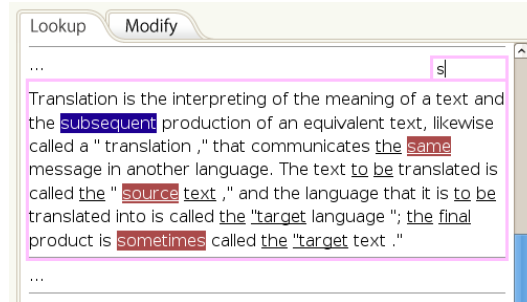 Lookup Modify
...
s
Translation is the interpreting of the meaning of a text and
the subsequent production of an equivalent text, likewise
called a " translation ," that communicates the same
message in another language. The text to be translated is
called the " source text ," and the language that it is to be
translated into is called the "target language "; the final
product is sometimes called the "target text ."
...